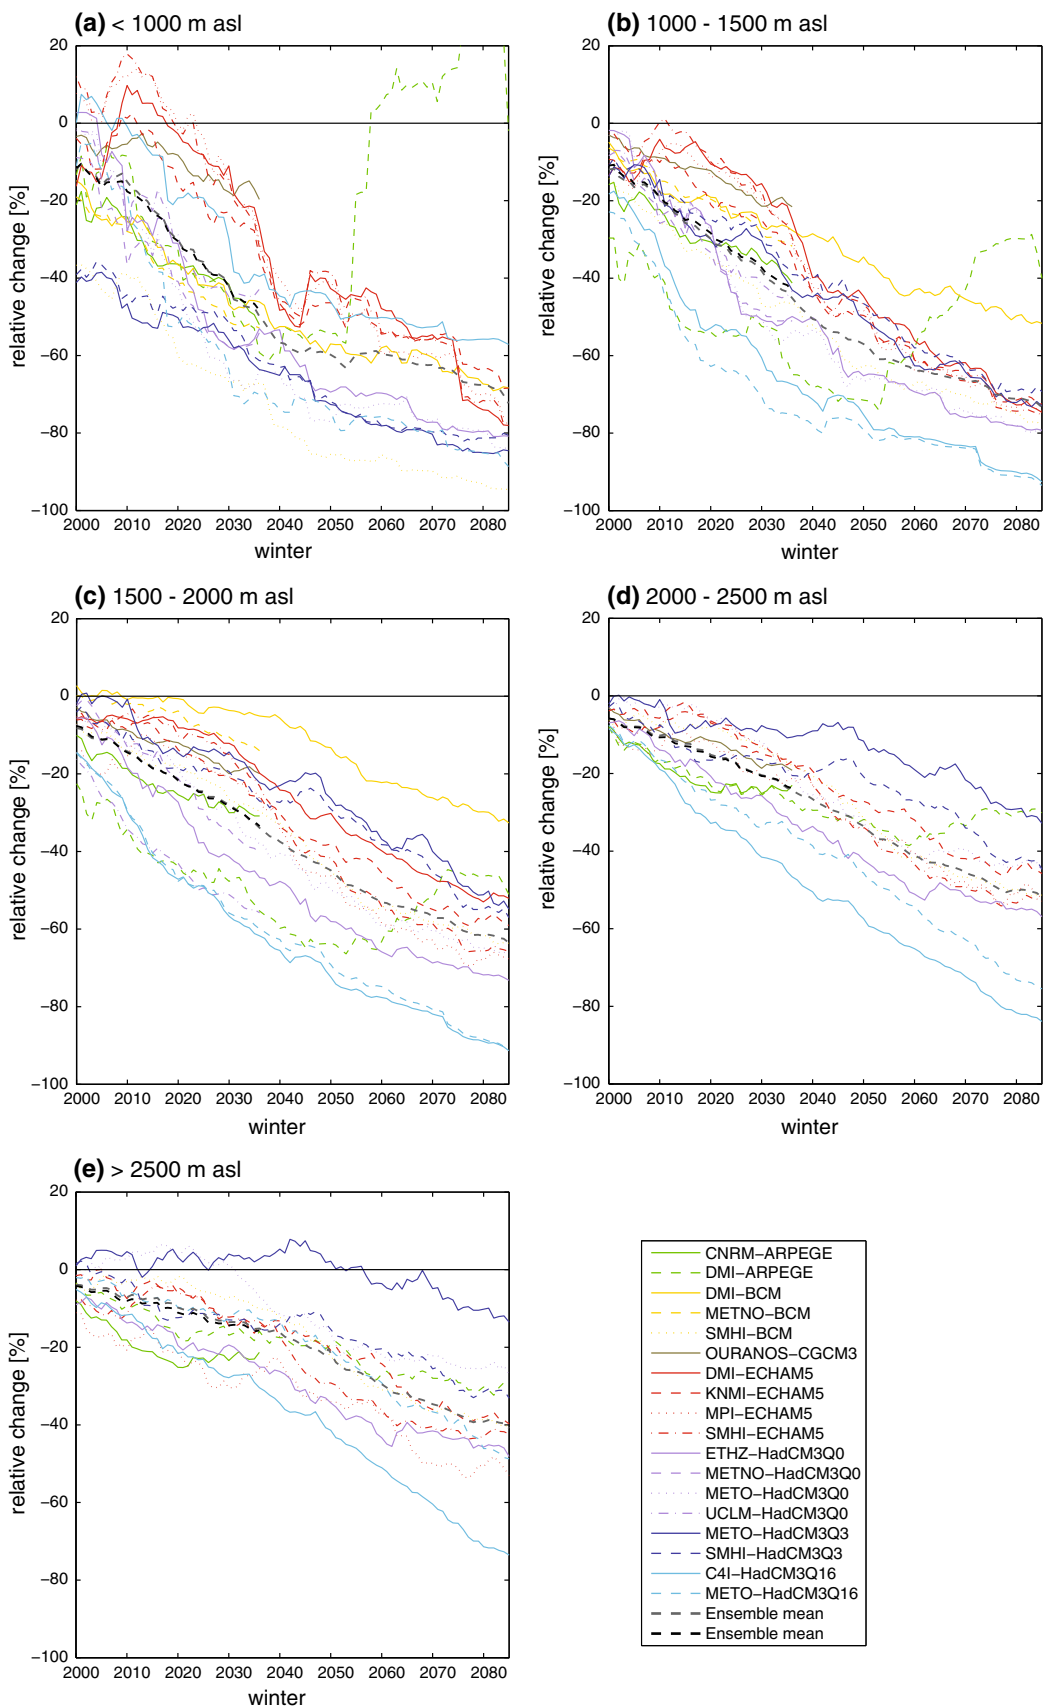 (a) < 1000 m asl
20
0
−20
−40
−60
−80
−100
relative change [%]
2000 2010 2020 2030 2040 2050 2060 2070 2080
winter
(b) 1000 - 1500 m asl
20
0
−20
−40
−60
−80
−100
relative change [%]
2000 2010 2020 2030 2040 2050 2060 2070 2080
winter
(c) 1500 - 2000 m asl
20
0
−20
−40
−60
−80
−100
relative change [%]
2000 2010 2020 2030 2040 2050 2060 2070 2080
winter
(d) 2000 - 2500 m asl
20
0
−20
−40
−60
−80
−100
relative change [%]
2000 2010 2020 2030 2040 2050 2060 2070 2080
winter
(e) > 2500 m asl
20
0
−20
−40
−60
−80
−100
relative change [%]
2000 2010 2020 2030 2040 2050 2060 2070 2080
winter
CNRM−ARPEGE
DMI−ARPEGE
DMI−BCM
METNO−BCM
SMHI−BCM
OURANOS−CGCM3
DMI−ECHAM5
KNMI−ECHAM5
MPI−ECHAM5
SMHI−ECHAM5
ETHZ−HadCM3Q0
METNO−HadCM3Q0
METO−HadCM3Q0
UCLM−HadCM3Q0
METO−HadCM3Q3
SMHI−HadCM3Q3
C4I−HadCM3Q16
METO−HadCM3Q16
Ensemble mean
Ensemble mean